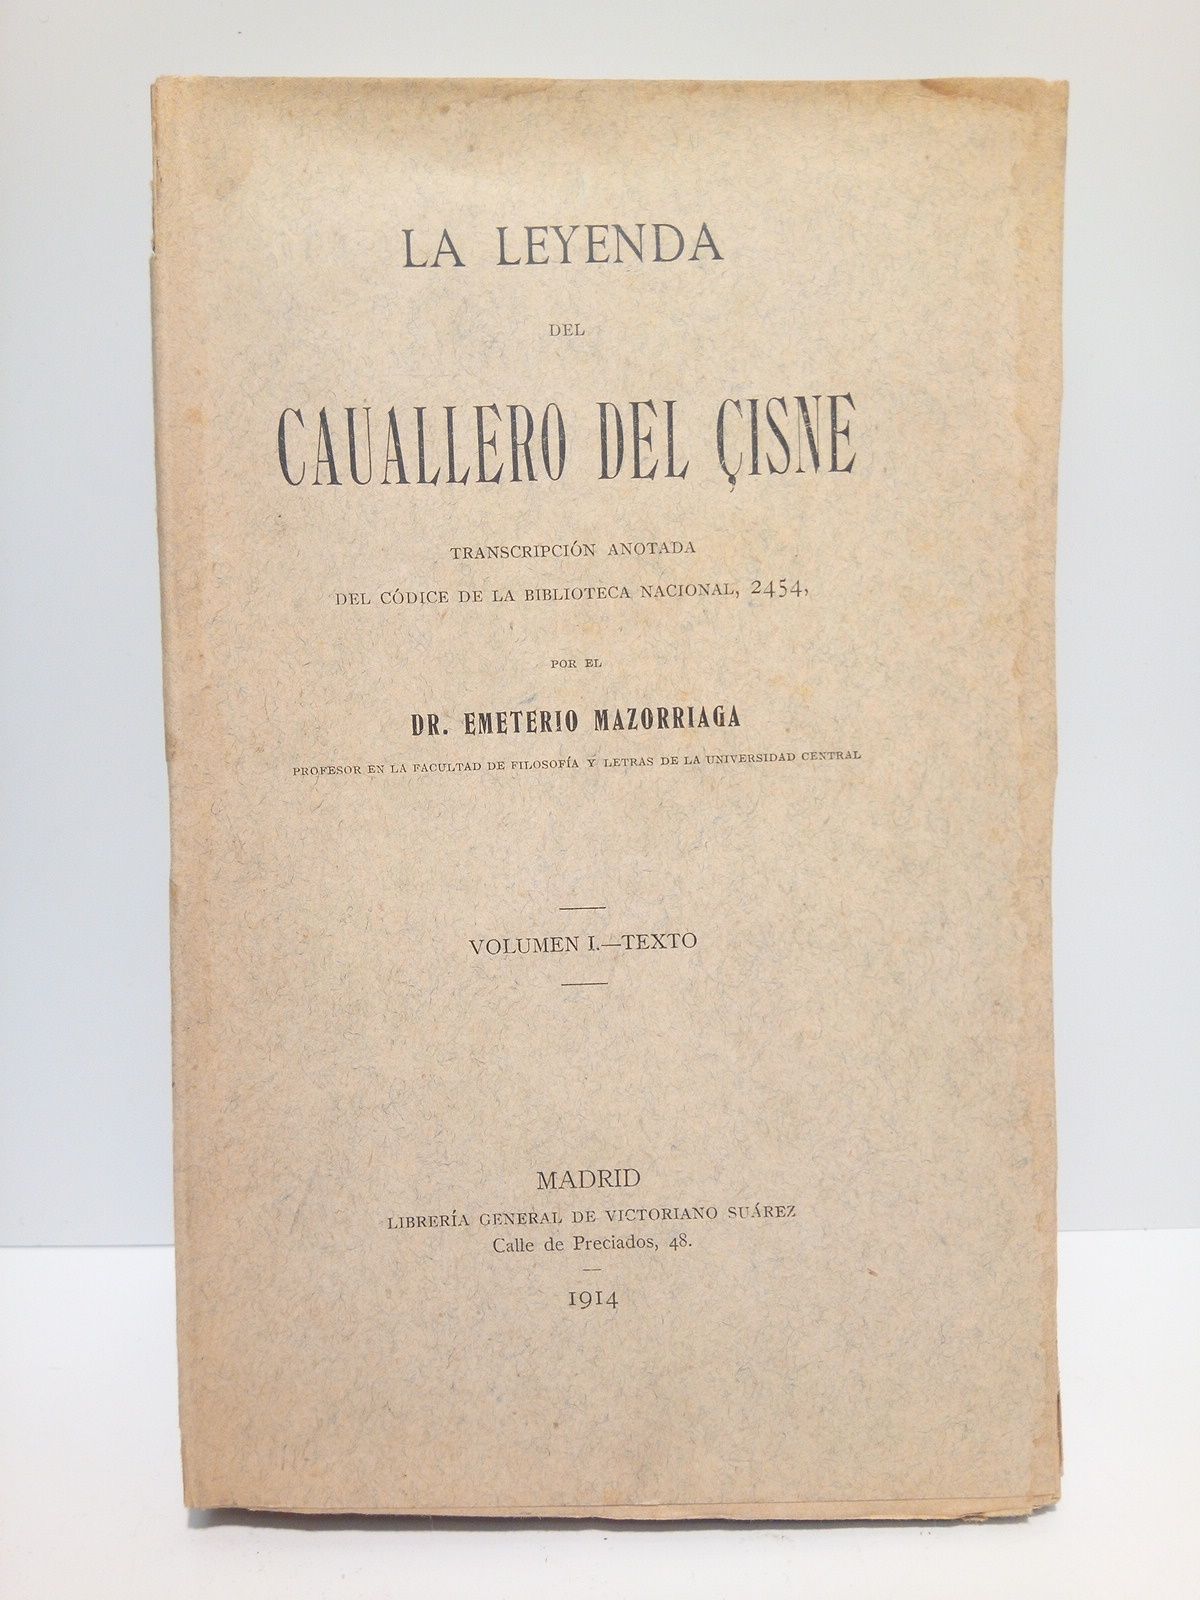 LA LEYENDA
DEL
CAUALLERO DEL ÇISNE
TRANSCRIPCIÓN ANOTADA
DEL CÓDICE DE LA BIBLIOTECA NACIONAL, 2454,
POR EL
DR. EMETERIO MAZORRIAGA
PROFESOR EN LA FACULTAD DE FILOSOFÍA Y LETRAS DE LA UNIVERSIDAD CENTRAL
VOLUMEN I.—TEXTO
MADRID
LIBRERÍA GENERAL DE VICTORIANO SUÁREZ
Calle de Preciados, 48.
1914